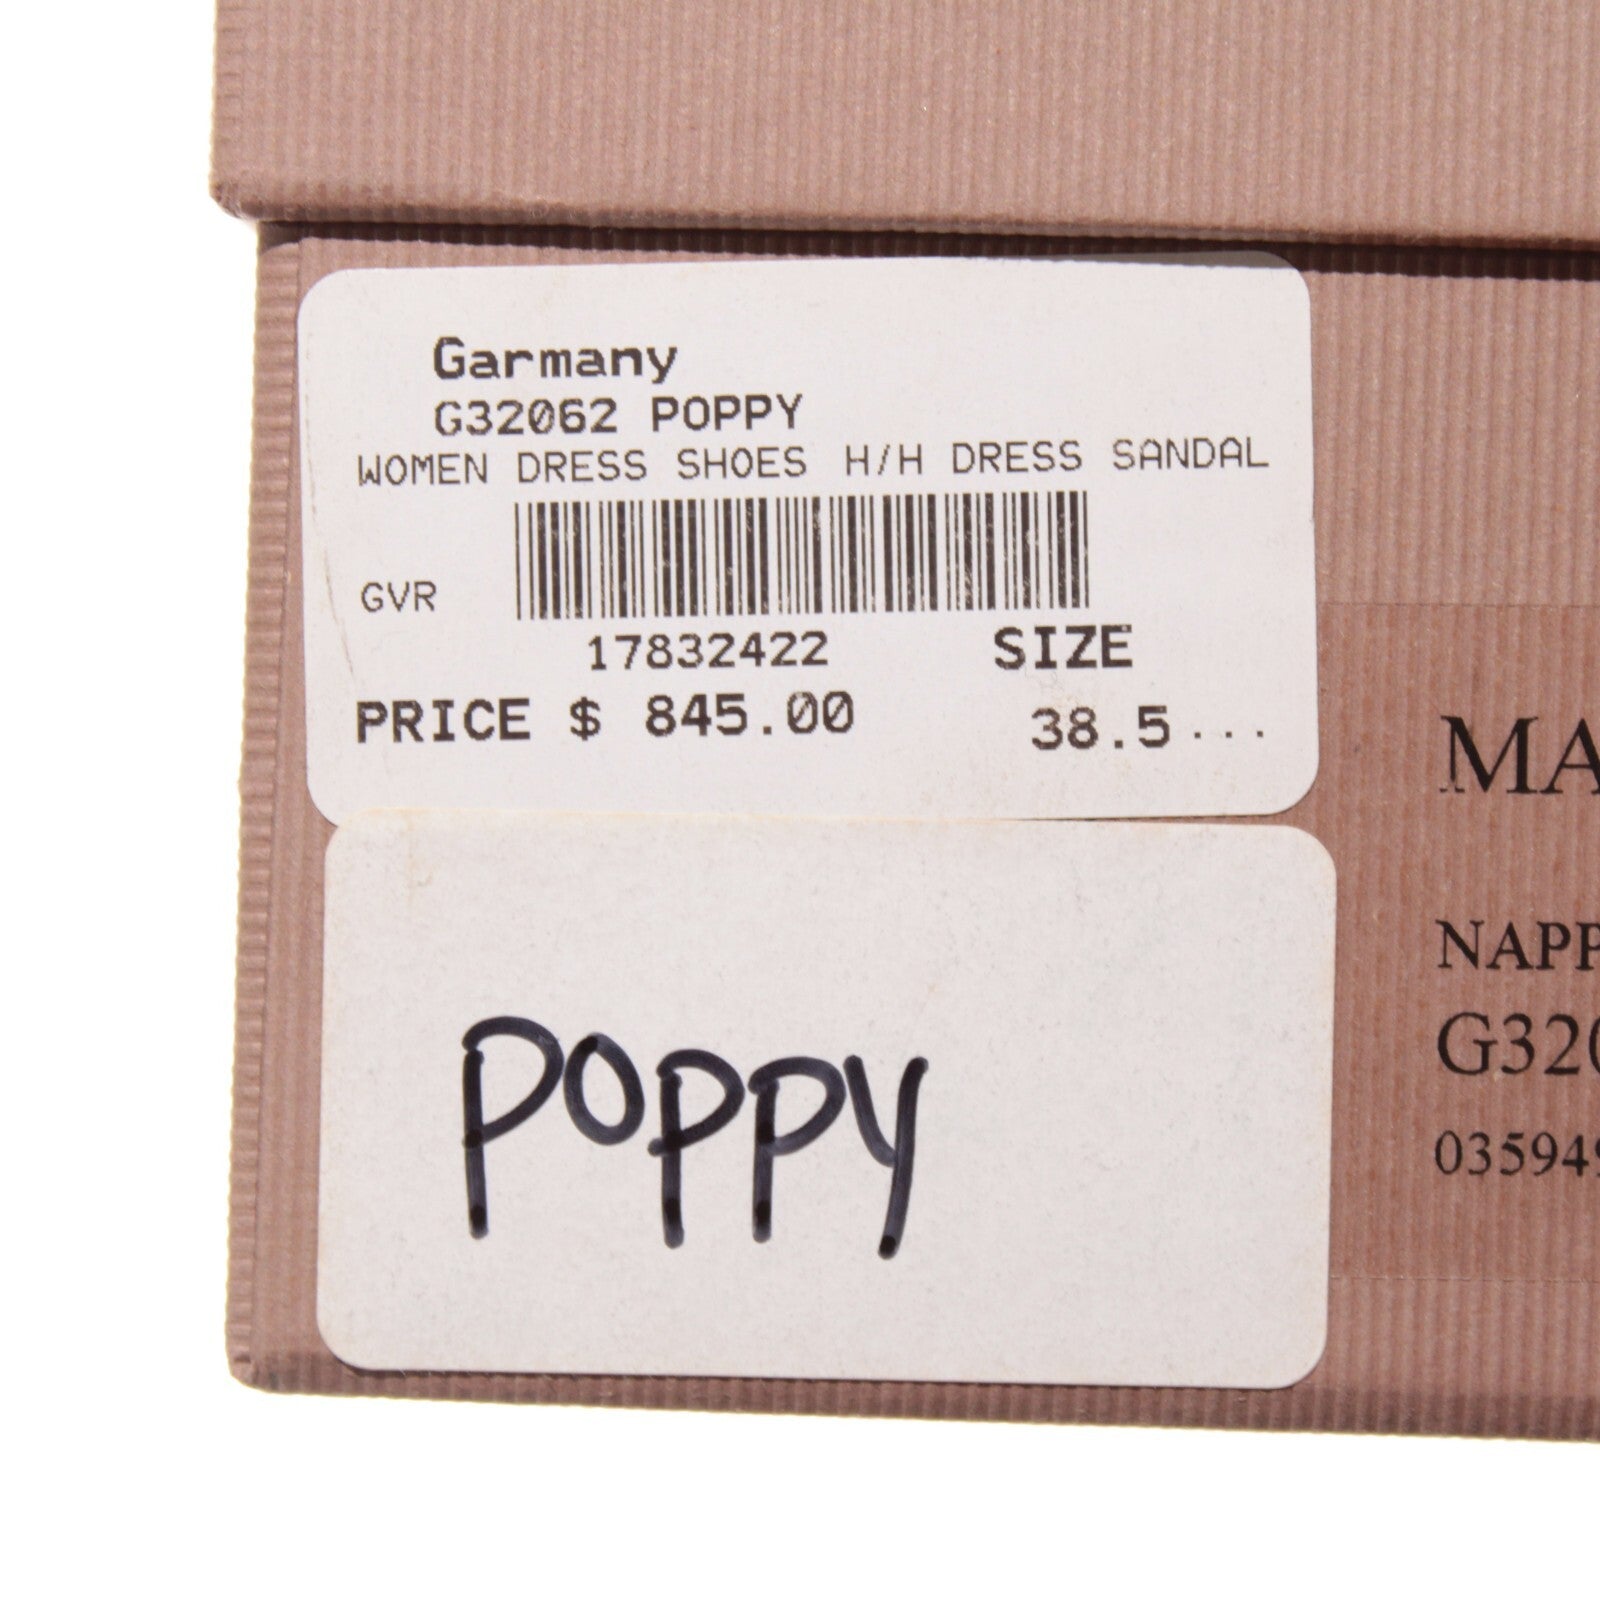 Garmany
G32062 POPPY
WOMEN DRESS SHOES H/H DRESS SANDAL
GVR
17832422 SIZE
PRICE $ 845.00 38.5...
POPPY
MA
NAPP
G320
03594